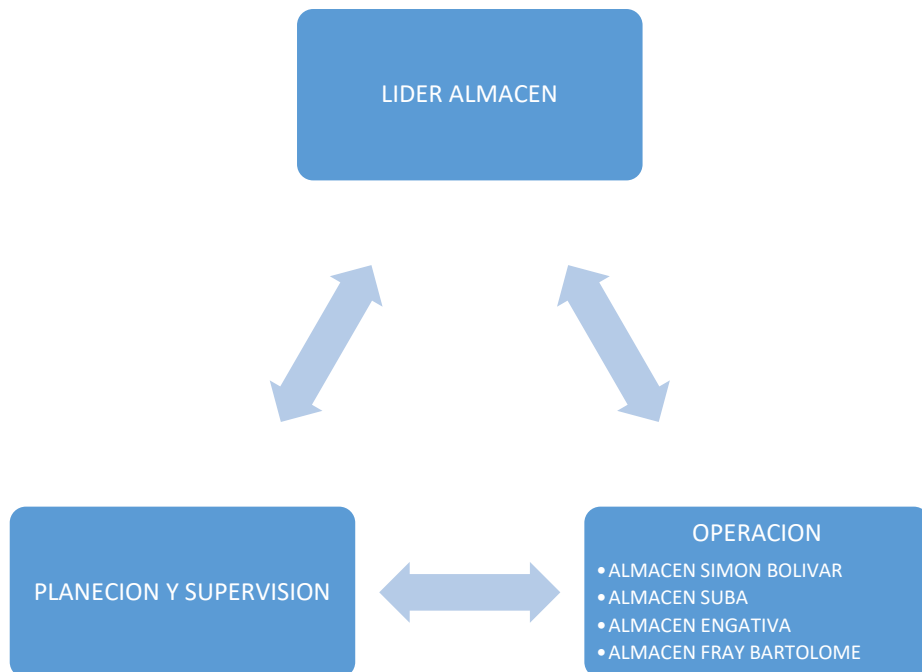 LIDER ALMACEN
PLANECION Y SUPERVISION
OPERACION
•ALMACEN SIMON BOLIVAR
•ALMACEN SUBA
•ALMACEN ENGATIVA
•ALMACEN FRAY BARTOLOME